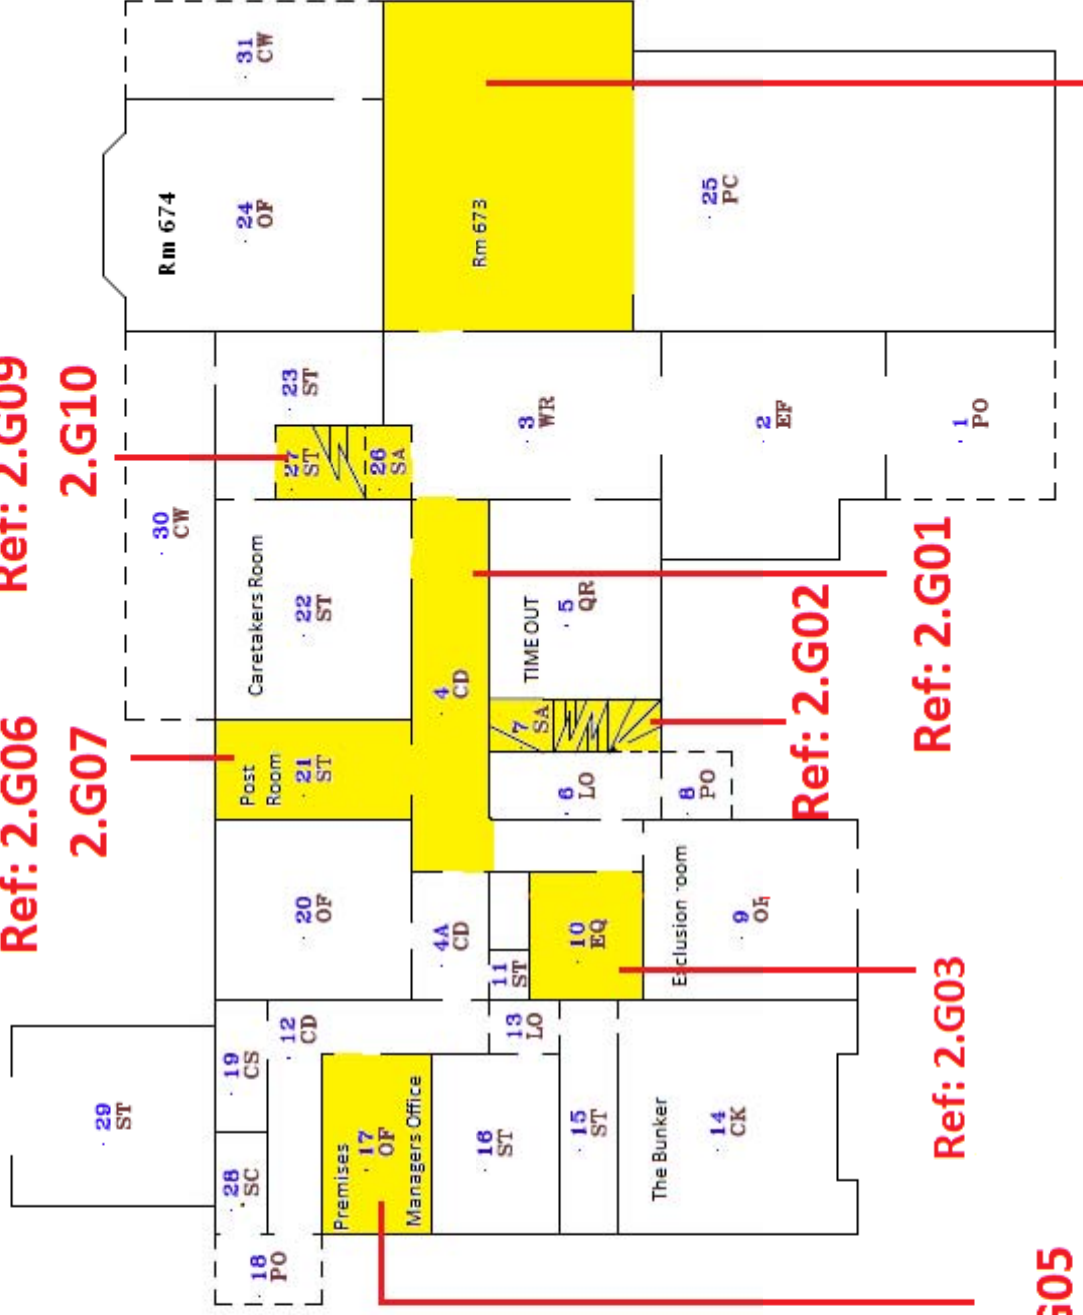 Ref: 2.G06
2.G07
Ref: 2.G09
2.G10
29
ST
30
CW
Rm 674
31
CW
24
OF
18
PO
28
SC
19
CS
12
CD
20
OF
Post
Room
21
ST
Caretakers Room
22
ST
27
ST
26
SA
23
ST
Premises
17
OF
Managers Office
4A
CD
4
CD
Rm 673
16
ST
13
LO
11
ST
10
EQ
6
LO
7
SA
TIME OUT
5
QR
3
WR
15
ST
The Bunker
14
CK
Exclusion room
9
8
PO
2
EF
25
PC
Ref: 2.G02
Ref: 2.G03
Ref: 2.G01
1
PO
G05